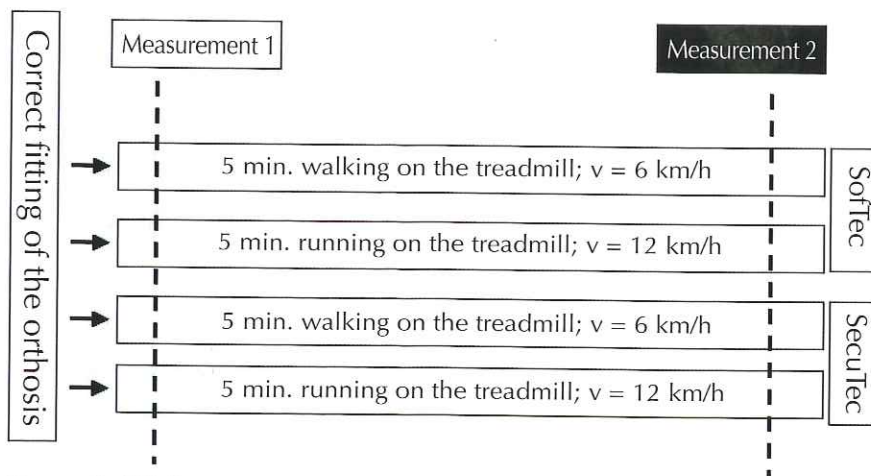 Correct fitting of the orthosis
Measurement 1
Measurement 2
5 min. walking on the treadmill; v = 6 km/h
5 min. running on the treadmill; v = 12 km/h
SofTec
5 min. walking on the treadmill; v = 6 km/h
5 min. running on the treadmill; v = 12 km/h
SecuTec